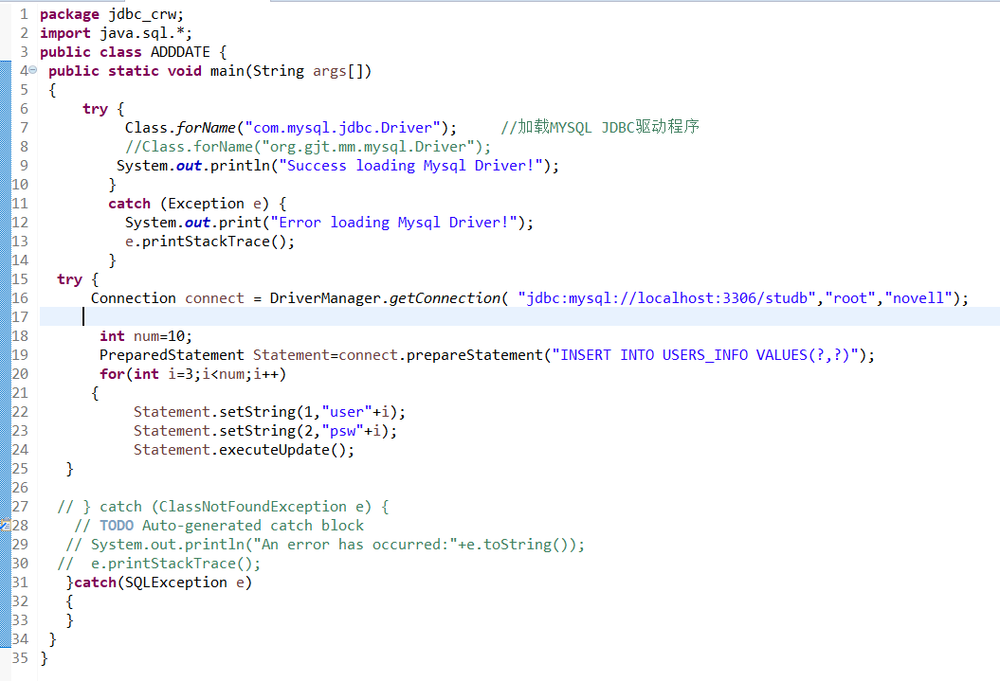 1 package jdbc_crw;
2 import java.sql.*;
3 public class ADDDATE {
4 public static void main(String args[])
5 {
6 try {
7 Class.forName("com.mysql.jdbc.Driver"); //加载MYSQL JDBC驱动程序
8 //Class.forName("org.gjt.mm.mysql.Driver");
9 System.out.println("Success loading Mysql Driver!");
10 }
11 catch (Exception e) {
12 System.out.print("Error loading Mysql Driver!");
13 e.printStackTrace();
14 }
15 try {
16 Connection connect = DriverManager.getConnection( "jdbc:mysql://localhost:3306/studb","root","novell");
17
18 int num=10;
19 PreparedStatement Statement=connect.prepareStatement("INSERT INTO USERS_INFO VALUES(?,?)");
20 for(int i=3;i<num;i++)
21 {
22 Statement.setString(1,"user"+i);
23 Statement.setString(2,"psw"+i);
24 Statement.executeUpdate();
25 }
26
27 // } catch (ClassNotFoundException e) {
28 // TODO Auto-generated catch block
29 // System.out.println("An error has occurred:"+e.toString());
30 // e.printStackTrace();
31 }catch(SQLException e)
32 {
33 }
34 }
35 }